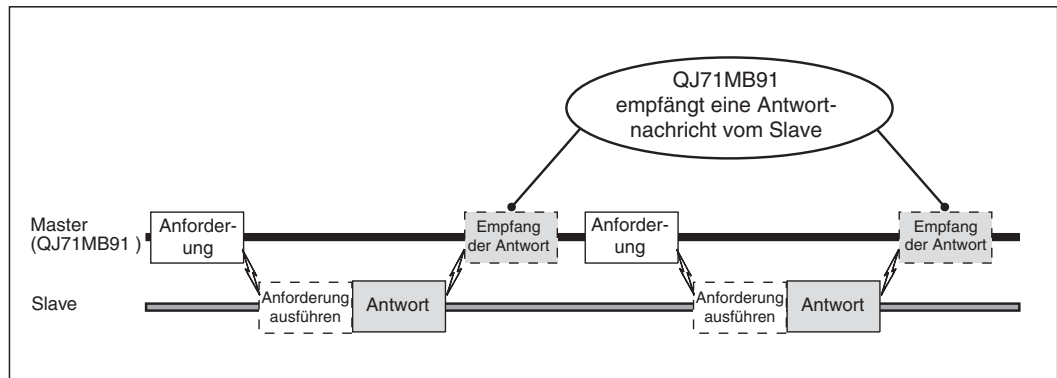 QJ71MB91
empfängt eine Antwort-
nachricht vom Slave
Master
(QJ71MB91 )
Anforder-
ung
Empfang
der Antwort
Anforder-
ung
Empfang
der Antwort
Slave
Anforderung
ausführen
Antwort
Anforderung
ausführen
Antwort